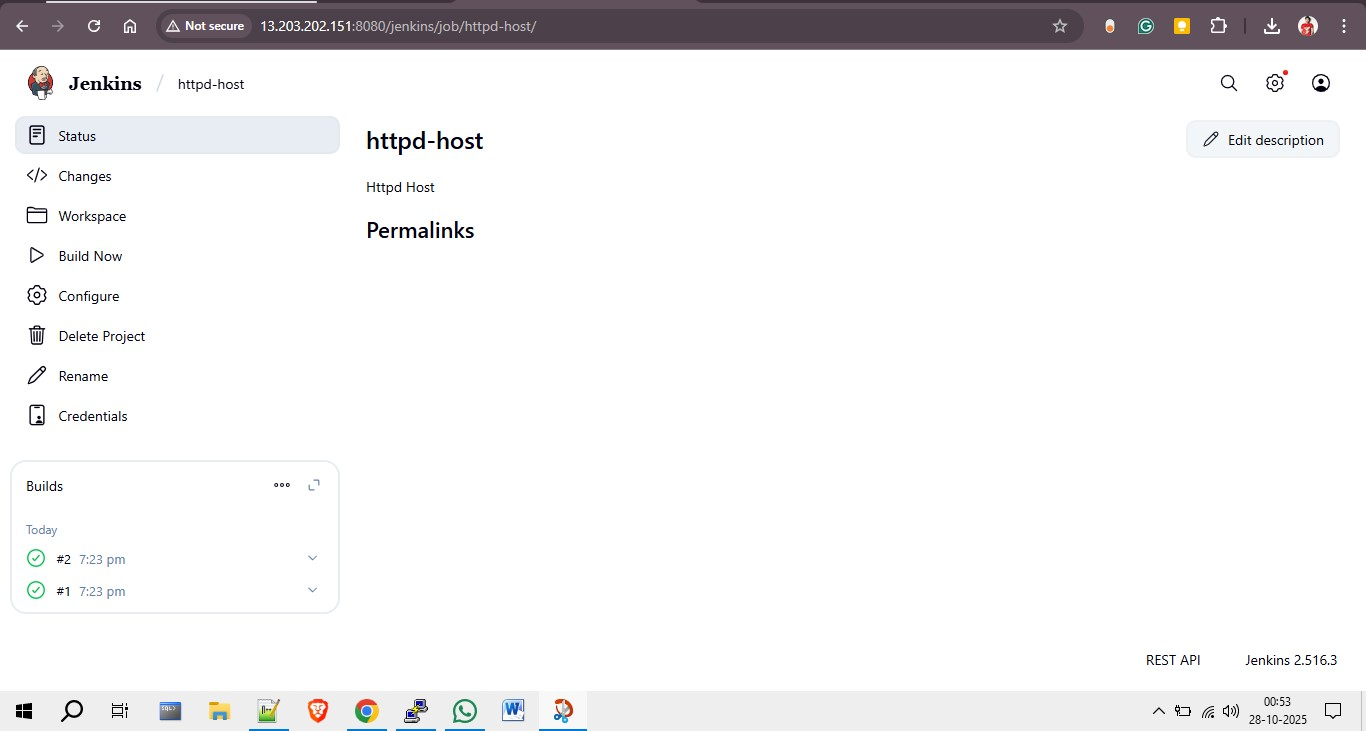 Not secure 13.203.202.151:8080/jenkins/job/httpd-host/
Jenkins / httpd-host
Status
Changes
Workspace
Build Now
Configure
Delete Project
Rename
Credentials
httpd-host
Edit description
Httpd Host
Permalinks
Builds
Today
#2 7:23 pm
#1 7:23 pm
REST API
Jenkins 2.516.3
00:53
28-10-2025